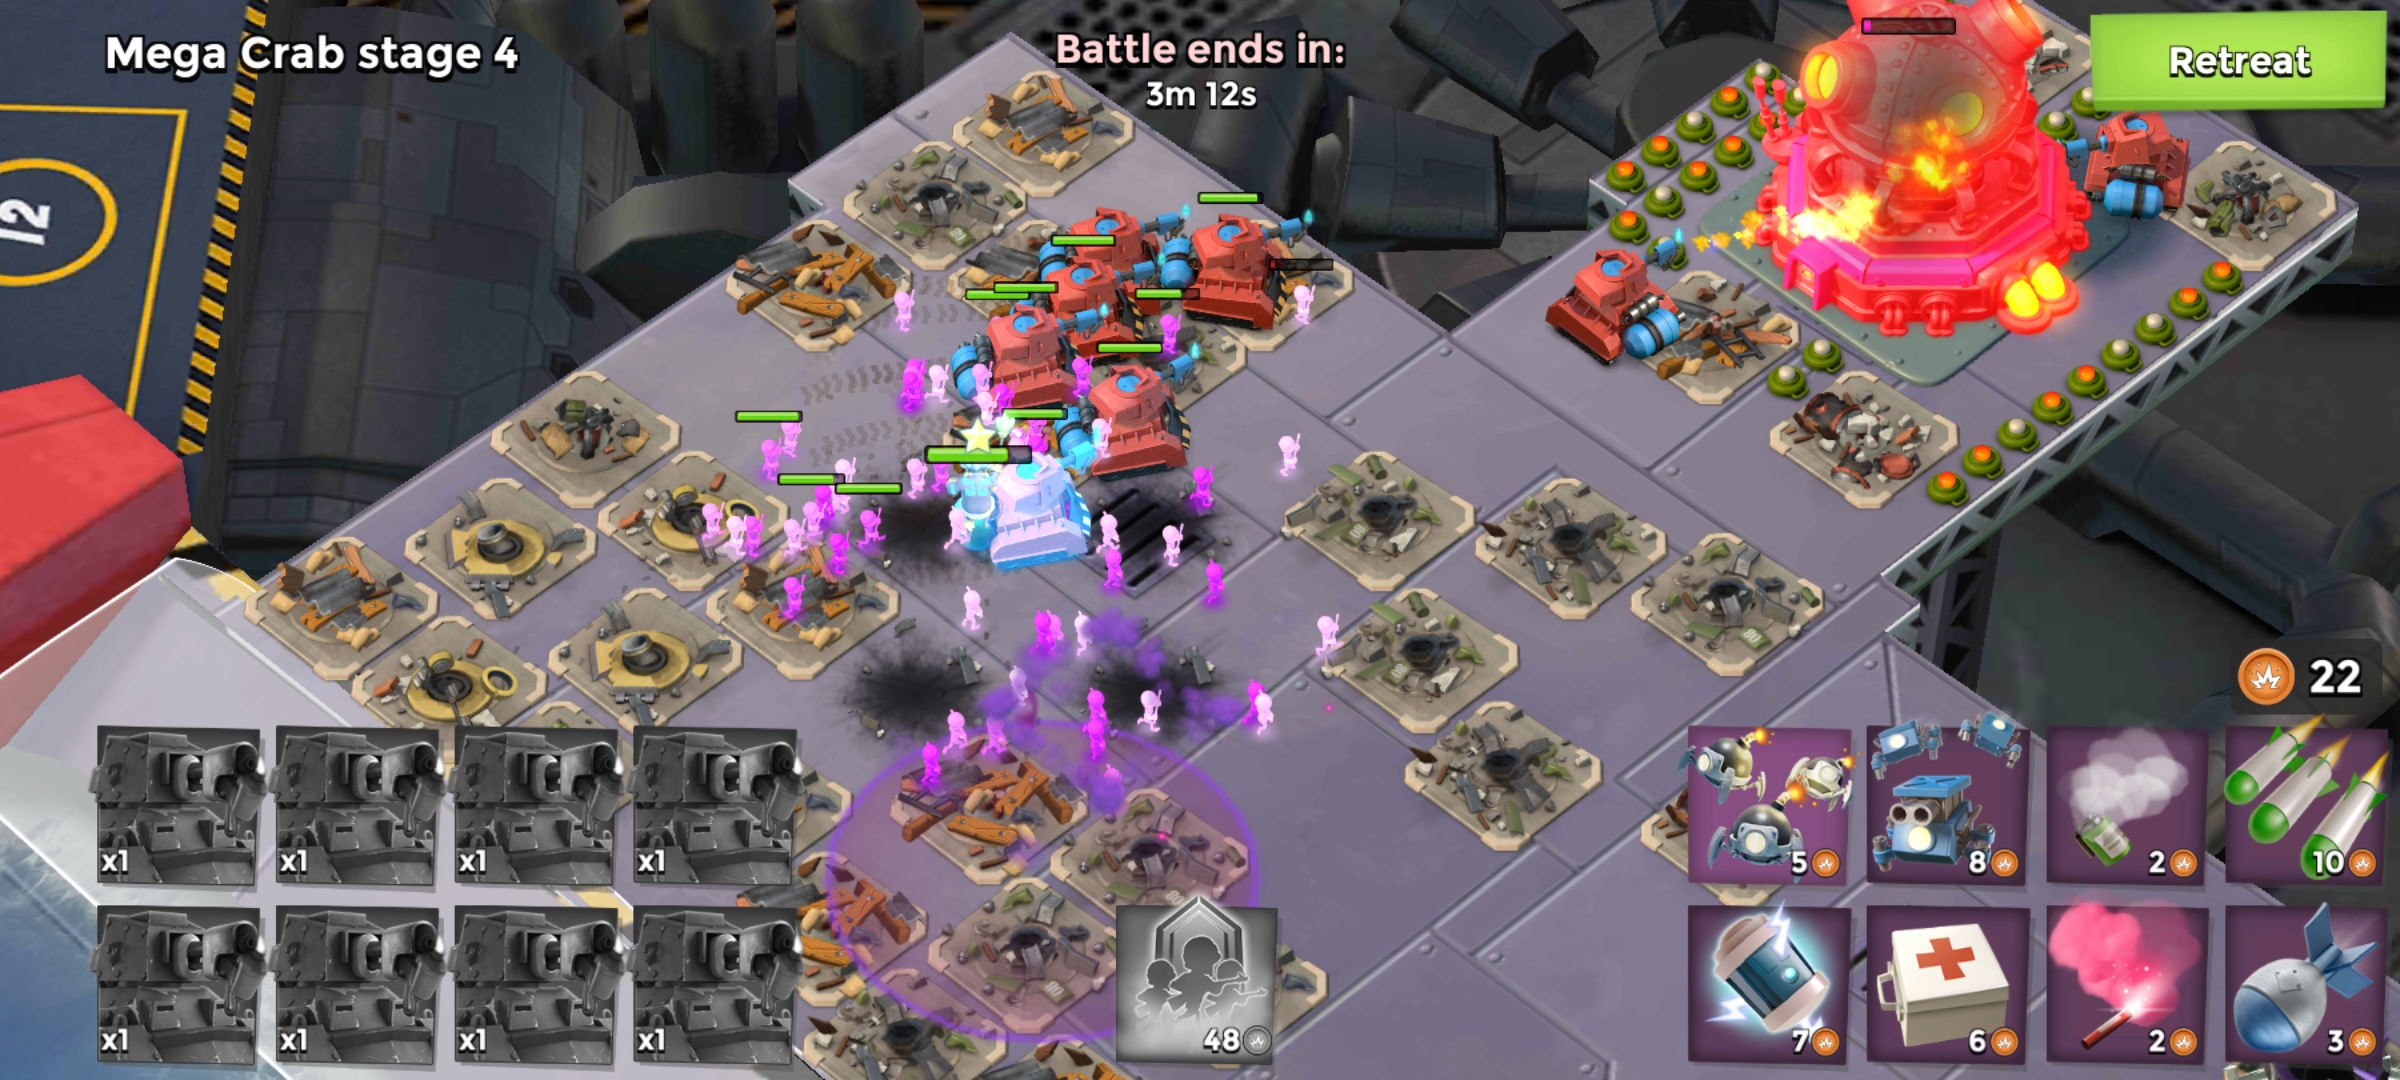 Mega Crab stage 4
Battle ends in:
3m 12s
Retreat
12
22
x1
x1
x1
x1
5
8
2
10
x1
x1
x1
x1
48
7
6
2
3